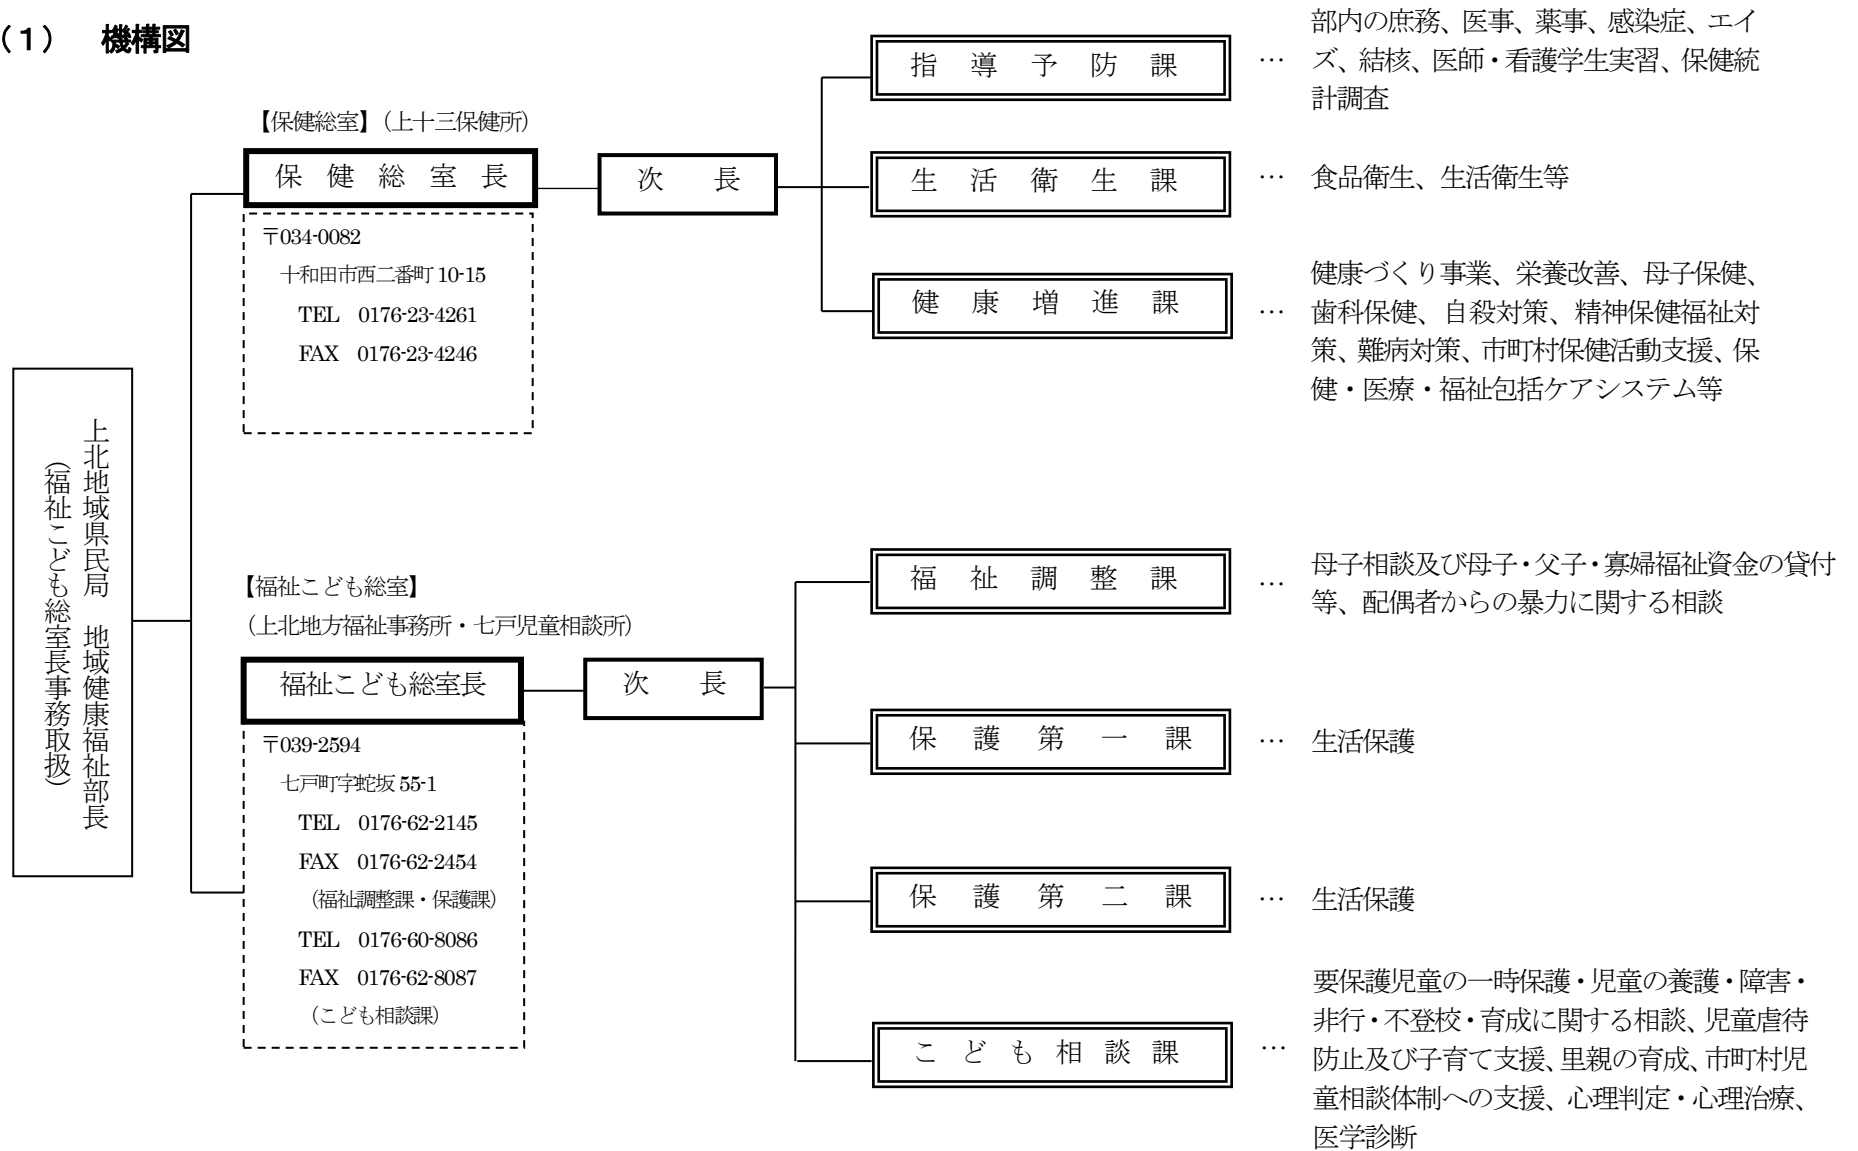 (１)　機構図
上北地域県民局　地域健康福祉部長
(福祉こども総室長事務取扱)
【保健総室】(上十三保健所)
保　健　総　室　長
〒034-0082
十和田市西二番町 10-15
TEL　0176-23-4261
FAX　0176-23-4246
次　長
指　導　予　防　課
… 部内の庶務、医事、薬事、感染症、エイ
ズ、結核、医師・看護学生実習、保健統
計調査
生　活　衛　生　課
… 食品衛生、生活衛生等
健　康　増　進　課
… 健康づくり事業、栄養改善、母子保健、
歯科保健、自殺対策、精神保健福祉対
策、難病対策、市町村保健活動支援、保
健・医療・福祉包括ケアシステム等
【福祉こども総室】
(上北地方福祉事務所・七戸児童相談所)
福祉こども総室長
〒039-2594
七戸町字蛇坂 55-1
TEL　0176-62-2145
FAX　0176-62-2454
(福祉調整課・保護課)
TEL　0176-60-8086
FAX　0176-62-8087
(こども相談課)
次　長
福　祉　調　整　課
… 母子相談及び母子・父子・寡婦福祉資金の貸付
等、配偶者からの暴力に関する相談
保　護　第　一　課
… 生活保護
保　護　第　二　課
… 生活保護
こ　ど　も　相　談　課
… 要保護児童の一時保護・児童の養護・障害・
非行・不登校・育成に関する相談、児童虐待
防止及び子育て支援、里親の育成、市町村児
童相談体制への支援、心理判定・心理治療、
医学診断